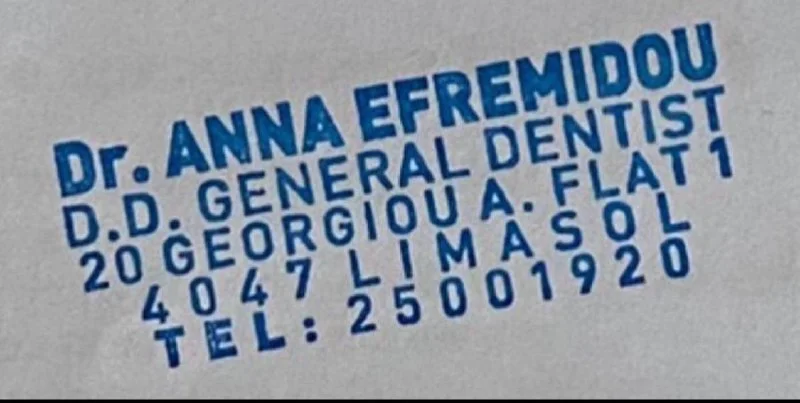 Dr. ANNA EFREMIDOU
D.D. GENERAL DENTIST
20 GEORGIOU A. FLAT 1
4047 LIMASOL
TEL: 25001920